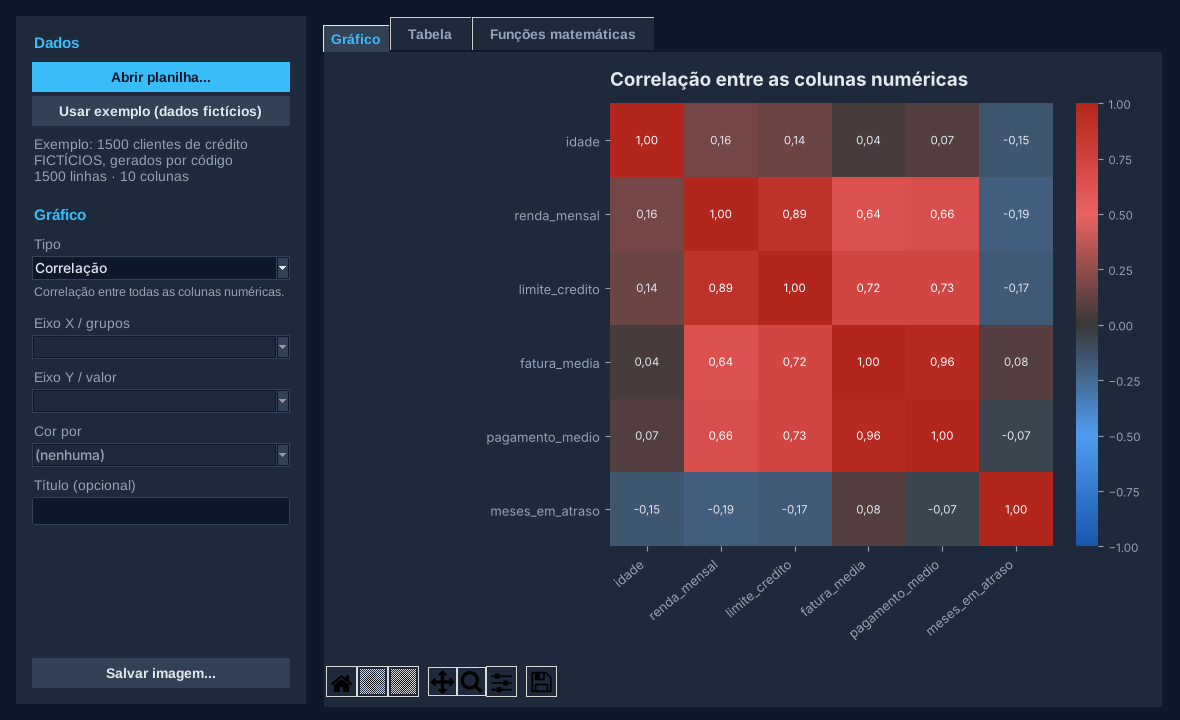 Dados
Abrir planilha...
Usar exemplo (dados fictícios)
Exemplo: 1500 clientes de crédito
FICTÍCIOS, gerados por código
1500 linhas · 10 colunas
Gráfico
Tipo
Correlação
Correlação entre todas as colunas numéricas.
Eixo X / grupos
Eixo Y / valor
Cor por
(nenhuma)
Título (opcional)
Salvar imagem...
Gráfico Tabela Funções matemáticas
Correlação entre as colunas numéricas
idade 1,00 0,16 0,14 0,04 0,07 -0,15
renda_mensal 0,16 1,00 0,89 0,64 0,66 -0,19
limite_credito 0,14 0,89 1,00 0,72 0,73 -0,17
fatura_media 0,04 0,64 0,72 1,00 0,96 0,08
pagamento_medio 0,07 0,66 0,73 0,96 1,00 -0,07
meses_em_atraso -0,15 -0,19 -0,17 0,08 -0,07 1,00
idade renda_mensal limite_credito fatura_media pagamento_medio meses_em_atraso
1.00
0.75
0.50
0.25
0.00
−0.25
−0.50
−0.75
−1.00